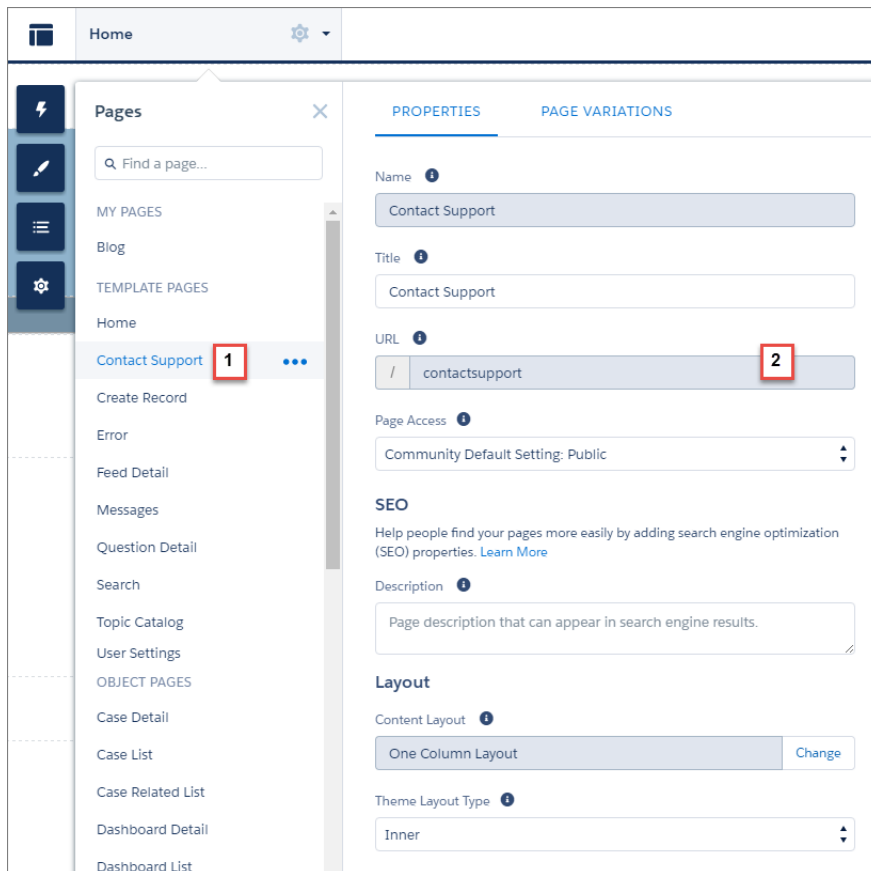 Home
Pages
Find a page...
MY PAGES
Blog
TEMPLATE PAGES
Home
Contact Support
1
Create Record
Error
Feed Detail
Messages
Question Detail
Search
Topic Catalog
User Settings
OBJECT PAGES
Case Detail
Case List
Case Related List
Dashboard Detail
Dashboard List
PROPERTIES PAGE VARIATIONS
Name
Contact Support
Title
Contact Support
URL
/ contactsupport
2
Page Access
Community Default Setting: Public
SEO
Help people find your pages more easily by adding search engine optimization
(SEO) properties. Learn More
Description
Page description that can appear in search engine results.
Layout
Content Layout
One Column Layout Change
Theme Layout Type
Inner